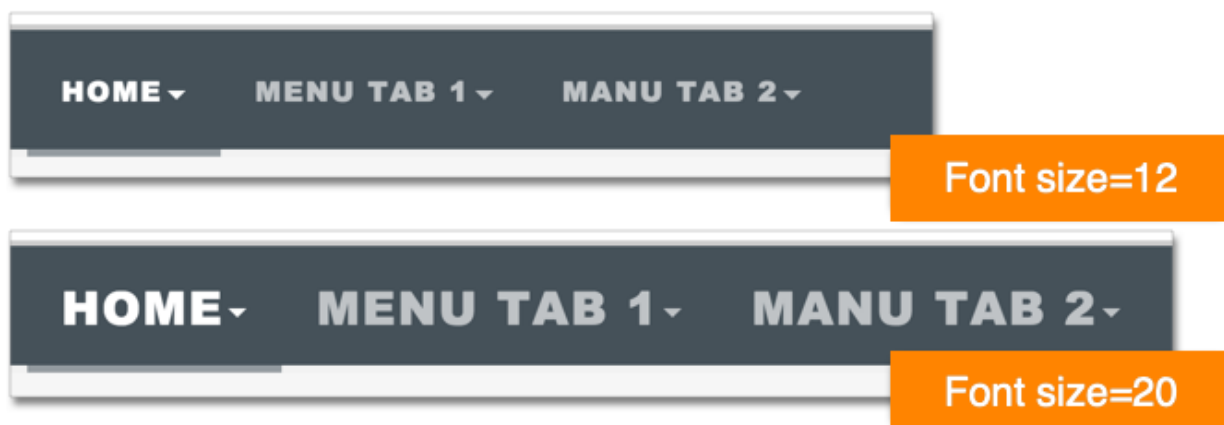 HOME MENU TAB 1 MANU TAB 2
Font size=12
HOME MENU TAB 1 MANU TAB 2
Font size=20